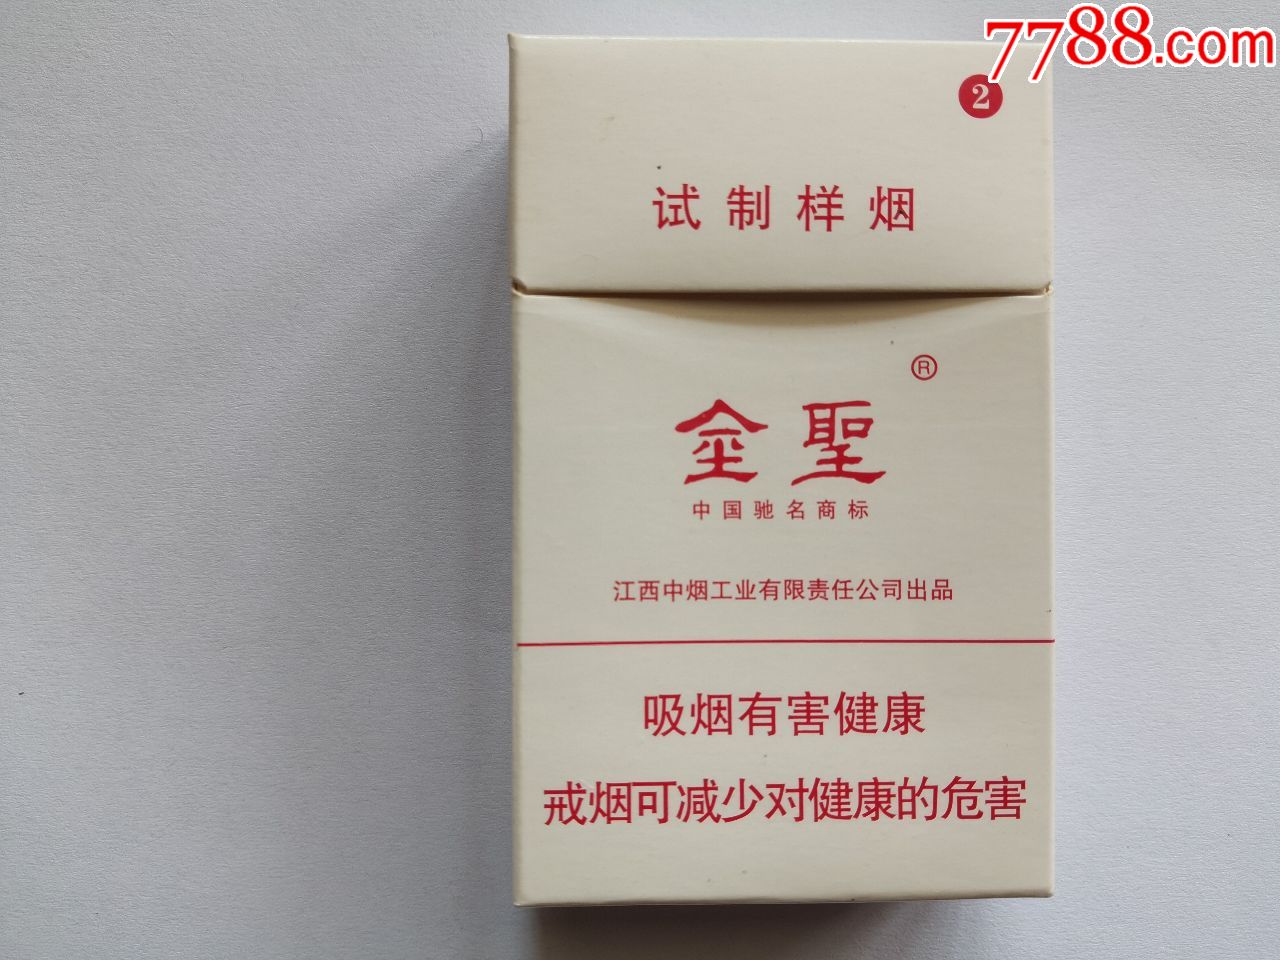 7788.com
2
试制样烟
®
金聖
中国驰名商标
江西中烟工业有限责任公司出品
吸烟有害健康
戒烟可减少对健康的危害